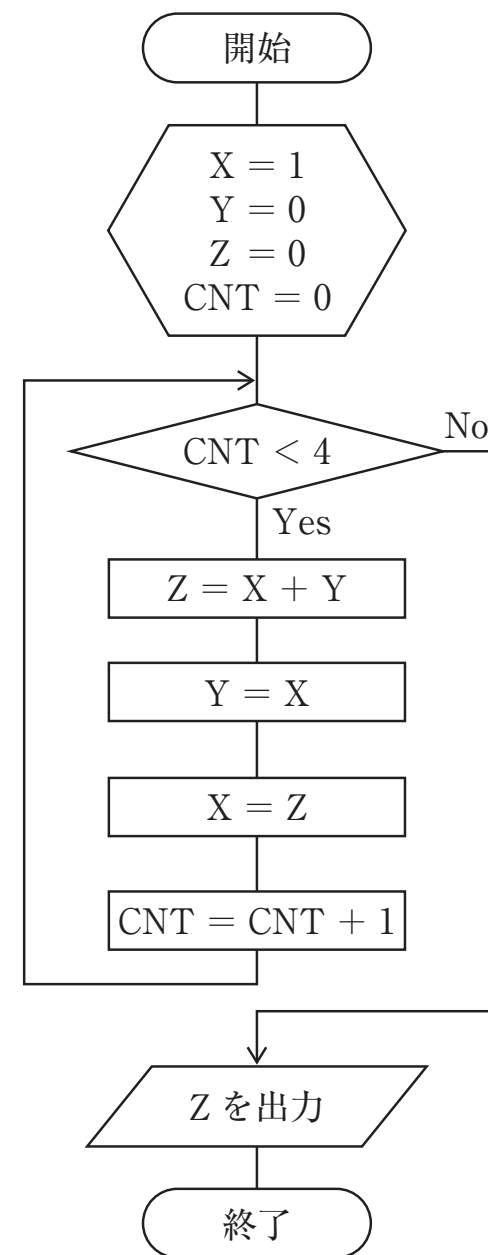 開始
X = 1
Y = 0
Z = 0
CNT = 0
CNT < 4
No
Yes
Z = X + Y
Y = X
X = Z
CNT = CNT + 1
Z を出力
終了